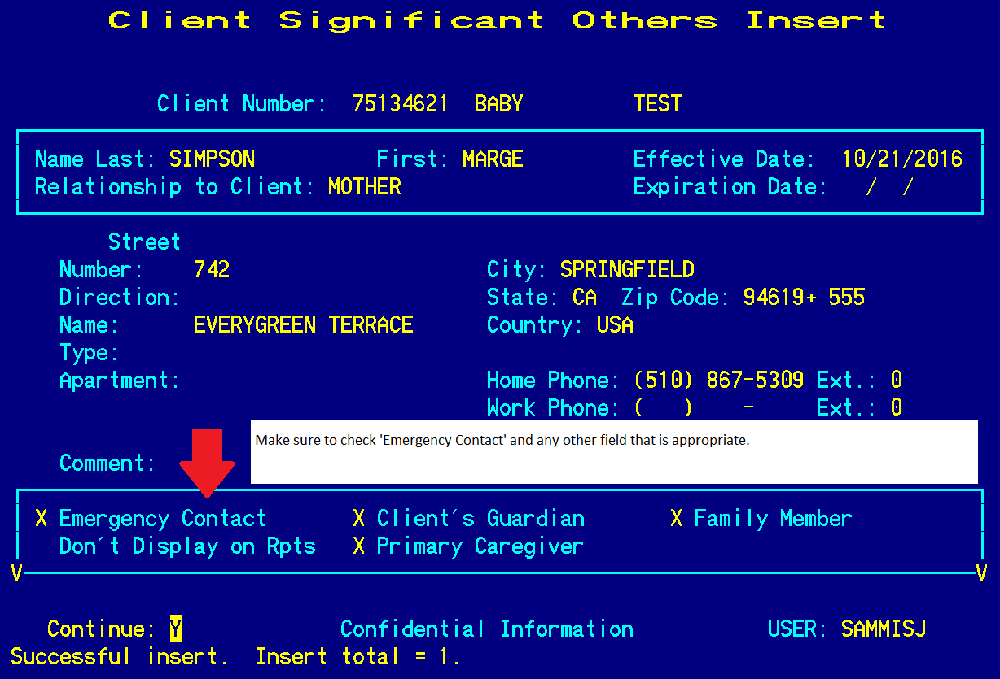 Client Significant Others Insert
Client Number: 75134621 BABY TEST
Name Last: SIMPSON First: MARGE Effective Date: 10/21/2016
Relationship to Client: MOTHER Expiration Date: / /
Street
Number: 742 City: SPRINGFIELD
Direction: State: CA Zip Code: 94619+ 555
Name: EVERYGREEN TERRACE Country: USA
Type:
Apartment: Home Phone: (510) 867-5309 Ext.: 0
Work Phone: ( ) - Ext.: 0
Make sure to check 'Emergency Contact' and any other field that is appropriate.
Comment:
X Emergency Contact X Client's Guardian X Family Member
Don't Display on Rpts X Primary Caregiver
V V
Continue: Y Confidential Information USER: SAMMISJ
Successful insert. Insert total = 1.